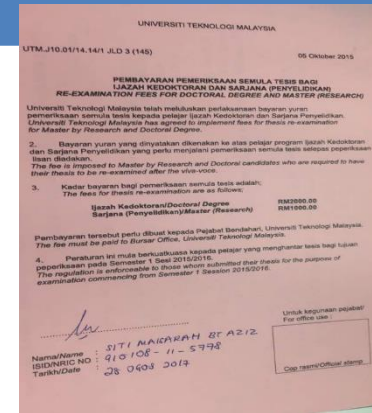 UNIVERSITI TEKNOLOGI MALAYSIA
UTM.J10.01/14.14/1 JLD 3 (145)
05 Oktober 2015
PEMBAYARAN PEMERIKSAAN SEMULA TESIS BAGI
IJAZAH KEDOKTORAN DAN SARJANA (PENYELIDIKAN)
RE-EXAMINATION FEES FOR DOCTORAL DEGREE AND MASTER (RESEARCH)
Universiti Teknologi Malaysia telah meluluskan perlaksanaan bayaran yuran
pemeriksaan semula tesis kepada pelajar Ijazah Kedoktoran dan Sarjana Penyelidikan.
Universiti Teknologi Malaysia has agreed to implement fees for thesis re-examination
for Master by Research and Doctoral Degree.
2. Bayaran yuran yang dinyatakan dikenakan ke atas pelajar program Ijazah Kedoktoran
dan Sarjana Penyelidikan yang perlu menjalani pemeriksaan semula tesis selepas peperiksaan
lisan diadakan.
The fee is imposed to Master by Research and Doctoral candidates who are required to have
their thesis to be re-examined after the viva-voce.
3. Kadar bayaran bagi pemeriksaan semula tesis adalah;
The fees for thesis re-examination are as follows;
Ijazah Kedoktoran/Doctoral Degree RM2000.00
Sarjana (Penyelidikan)/Master (Research) RM1000.00
Pembayaran tersebut perlu dibuat kepada Pejabat Bendahari, Universiti Teknologi Malaysia.
The fee must be paid to Bursar Office, Universiti Teknologi Malaysia.
4. Peraturan ini mula berkuatkuasa kepada pelajar yang menghantar tesis bagi tujuan
peperiksaan pada Semester 1 Sesi 2015/2016.
The regulation is enforceable to those whom submitted their thesis for the purpose of
examination commencing from Semester 1 Session 2015/2016.
Untuk kegunaan pejabat/
For office use :
Nama/Name : SITI MABARAH BT AZIZ
ISID/NRIC NO : 910108-11-5798
Tarikh/Date : 28 OGOS 2017
Cop rasmi/Official stamp